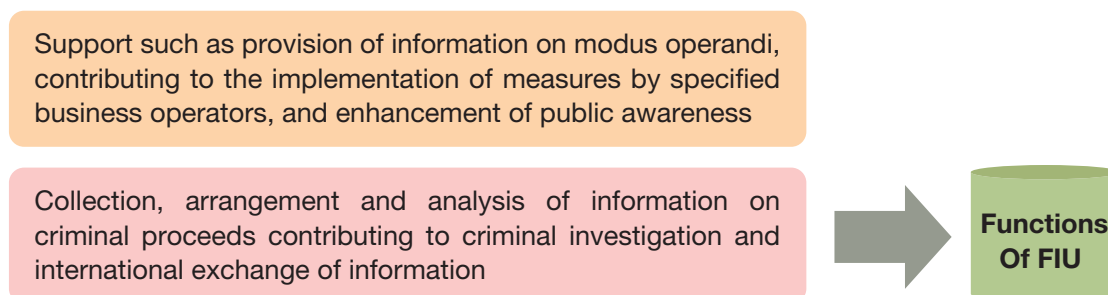 Support such as provision of information on modus operandi,
contributing to the implementation of measures by specified
business operators, and enhancement of public awareness
Collection, arrangement and analysis of information on
criminal proceeds contributing to criminal investigation and
international exchange of information
Functions
Of FIU